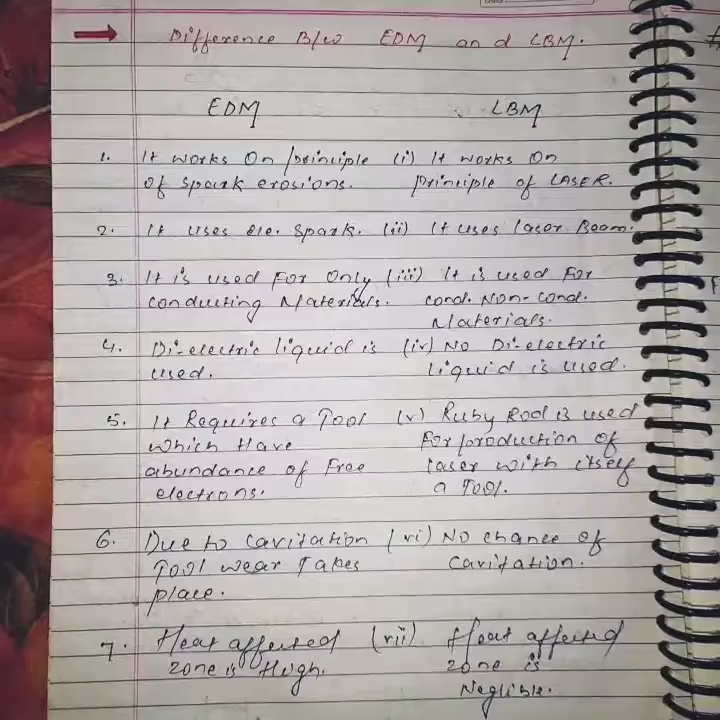 Difference B/w EDM and LBM.
EDM LBM
1. It works On principle (i) It works On
of spark erosions. principle of LASER.
2. It uses ele. spark. (ii) It uses laser Beam.
3. It is used For Only (iii) It is used For
conducting Materials. cond. Non-cond.
Materials.
4. Di-electric liquid is (iv) No Di-electric
used. liquid is used.
5. It Requires a Tool (v) Ruby Rod is used
which Have For production of
abundance of Free laser with itself
electrons. a Tool.
6. Due to cavitation (vi) No chance of
Tool wear Takes cavitation.
place.
7. Heat affected (vii) Heat affected
zone is High. zone is
Neglible.